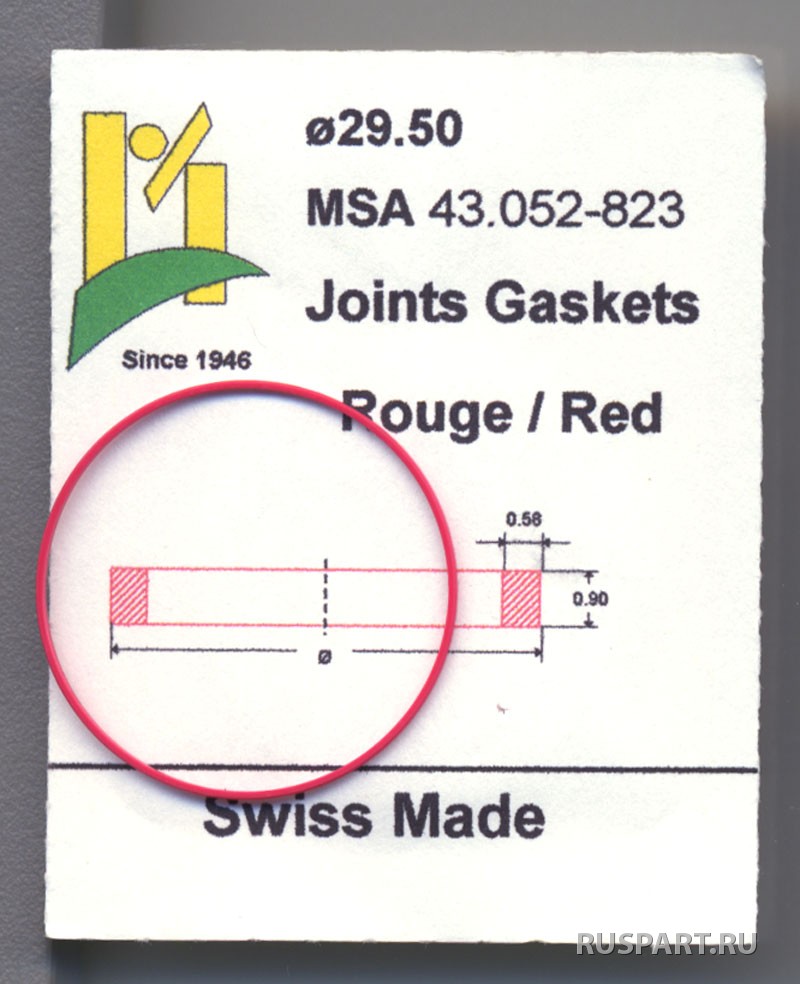 ø29.50
MSA 43.052-823
Joints Gaskets
Since 1946
Rouge / Red
0.58
0.90
ø
Swiss Made
RUSPART.RU